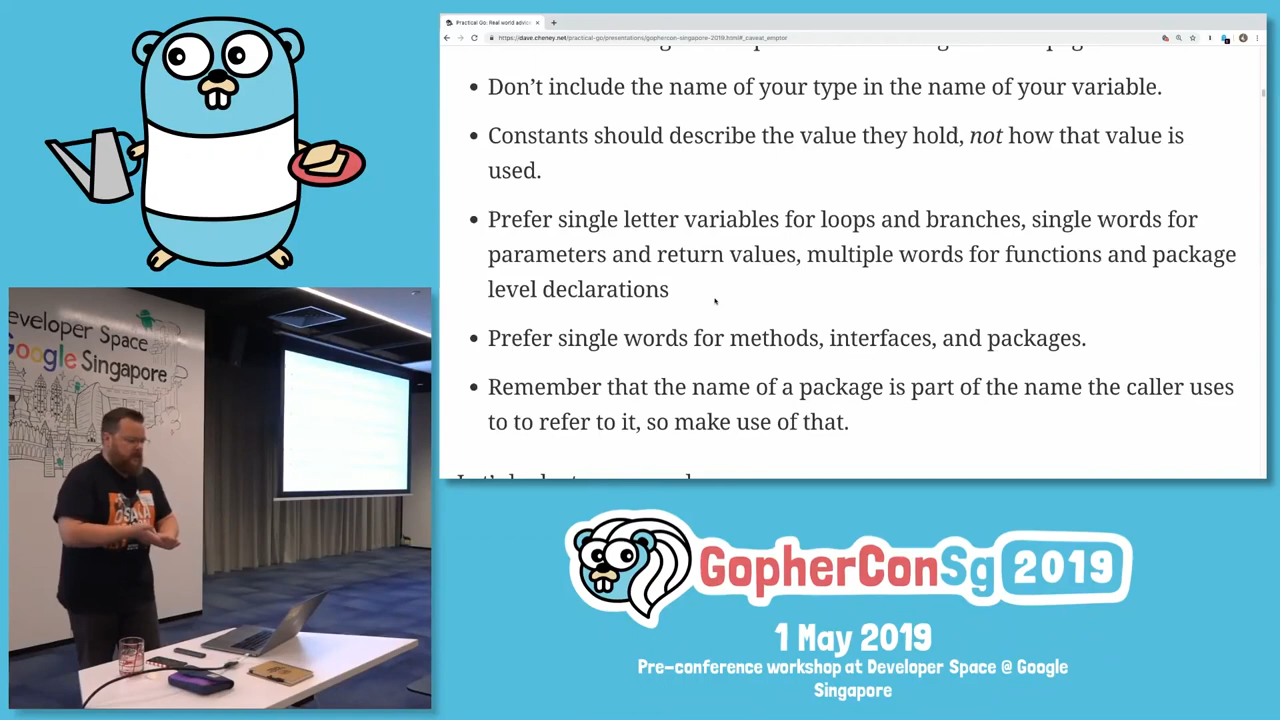 Practical Go: Real world advic
https://dave.cheney.net/practical-go/presentations/gophercon-singapore-2019.html#_caveat_emptor
• Don’t include the name of your type in the name of your variable.
• Constants should describe the value they hold, not how that value is
used.
• Prefer single letter variables for loops and branches, single words for
parameters and return values, multiple words for functions and package
level declarations
• Prefer single words for methods, interfaces, and packages.
• Remember that the name of a package is part of the name the caller uses
to to refer to it, so make use of that.
eveloper Space
Google
Singapore
OSAKA
GopherConSg 2019
1 May 2019
Pre-conference workshop at Developer Space @ Google
Singapore